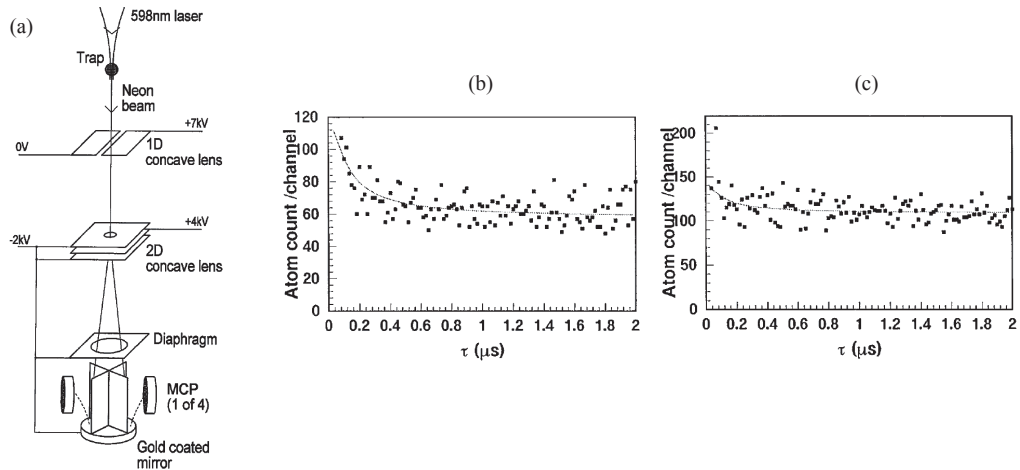 (a)
598nm laser
Trap
Neon
beam
+7kV
0V
1D
concave lens
+4kV
-2kV
2D
concave lens
Diaphragm
MCP
(1 of 4)
Gold coated
mirror
(b)
Atom count /channel
120
100
80
60
40
20
0
0 0.2 0.4 0.6 0.8 1 1.2 1.4 1.6 1.8 2
τ (μs)
(c)
Atom count /channel
200
150
100
50
0
0 0.2 0.4 0.6 0.8 1 1.2 1.4 1.6 1.8 2
τ (μs)